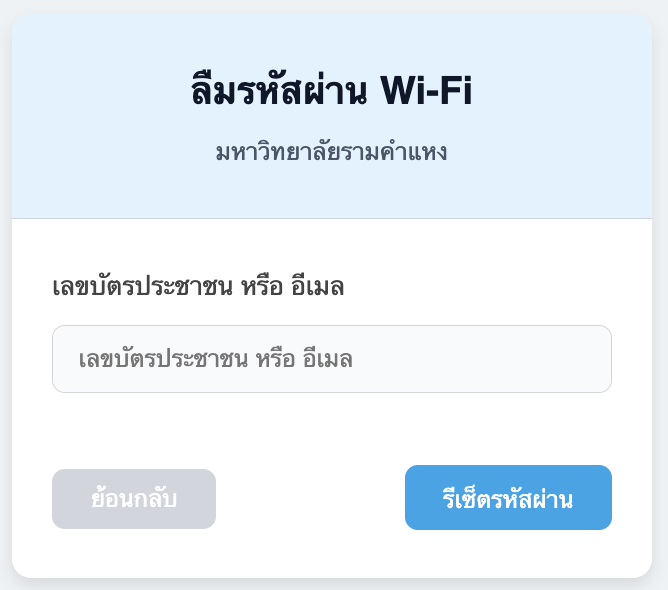 ลืมรหัสผ่าน Wi-Fi
มหาวิทยาลัยรามคำแหง
เลขบัตรประชาชน หรือ อีเมล
เลขบัตรประชาชน หรือ อีเมล
ย้อนกลับ
รีเซ็ตรหัสผ่าน